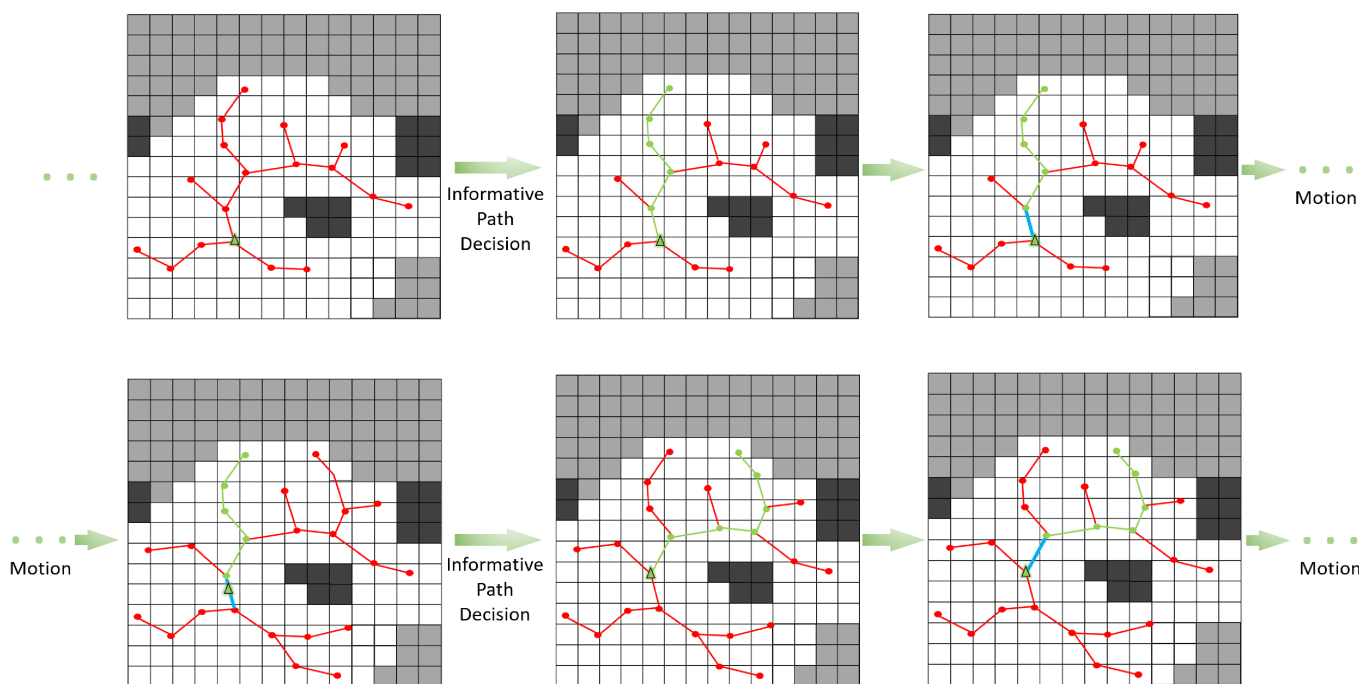 Informative
Path
Decision
Motion
Motion
Informative
Path
Decision
Motion